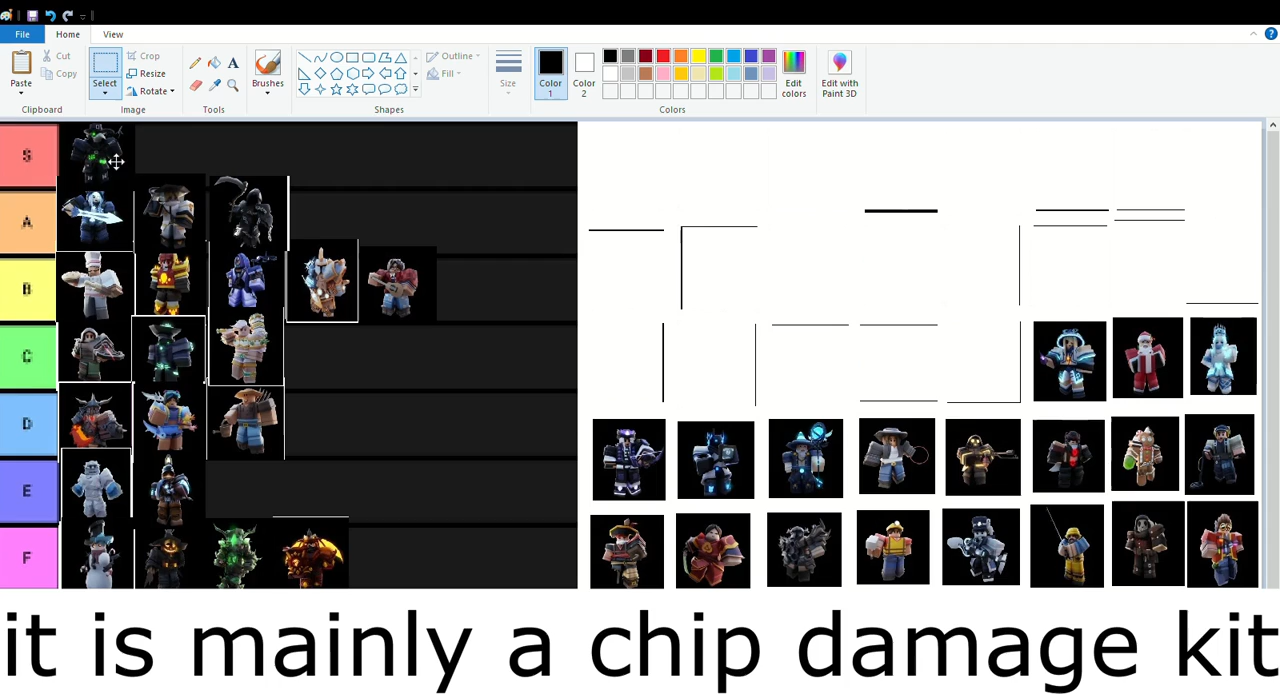 File Home View
Paste Cut Copy Clipboard
Select Crop Resize Rotate Image
Tools
Brushes
Shapes Outline Fill
Size
Color 1 Color 2 Edit colors Colors
Edit with Paint 3D
S
A
B
C
D
E
F
it is mainly a chip damage kit